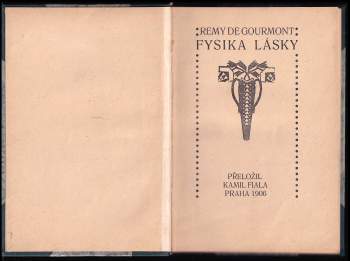 REMY DE GOURMONT
FYSIKA LÁSKY
PŘELOŽIL
KAMIL FIALA
PRAHA 1906